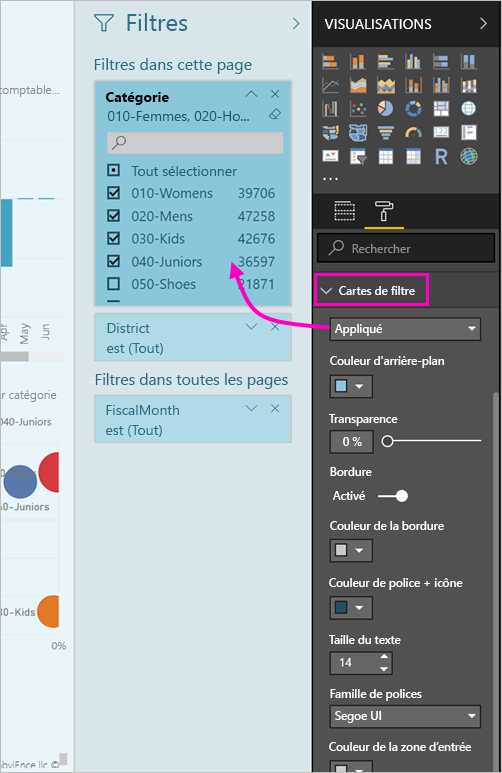 comptable...
Apr
May
Jun
ar catégorie
040-Juniors
0-Juniors
30-Kids
0%
obviEnce llc ©
Filtres
Filtres dans cette page
Catégorie
010-Femmes, 020-Ho...
Tout sélectionner
010-Womens 39706
020-Mens 47258
030-Kids 42676
040-Juniors 36597
050-Shoes 21871
District
est (Tout)
Filtres dans toutes les pages
FiscalMonth
est (Tout)
VISUALISATIONS
R
...
Rechercher
Cartes de filtre
Appliqué
Couleur d'arrière-plan
Transparence
0 %
Bordure
Activé
Couleur de la bordure
Couleur de police + icône
Taille du texte
14
Famille de polices
Segoe UI
Couleur de la zone d'entrée